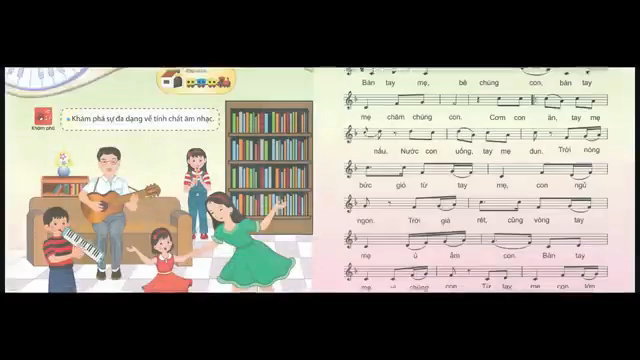 Khám phá
Khám phá sự đa dạng về tính chất âm nhạc.
Bàn tay mẹ, bế chúng con, bàn tay
mẹ chăm chúng con. Cơm con ăn, tay mẹ
nấu. Nước con uống, tay mẹ đun. Trời nóng
bức gió từ tay mẹ, con ngủ
ngon. Trời giá rét, cũng vòng tay
mẹ ủ ấm con. Bàn tay
mẹ vì chúng con. Từ tay mẹ con lớn